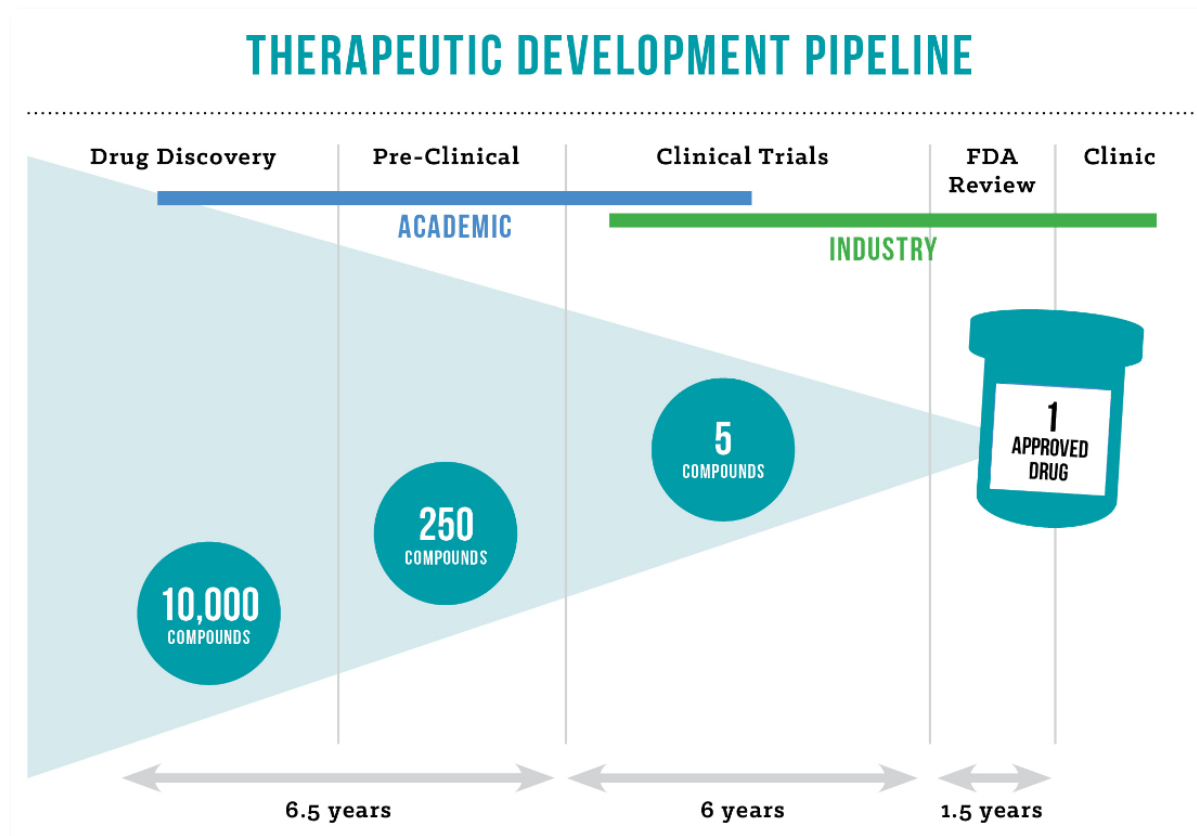 THERAPEUTIC DEVELOPMENT PIPELINE
Drug Discovery
Pre-Clinical
Clinical Trials
FDA
Review
Clinic
ACADEMIC
INDUSTRY
10,000
COMPOUNDS
250
COMPOUNDS
5
COMPOUNDS
1
APPROVED
DRUG
6.5 years
6 years
1.5 years